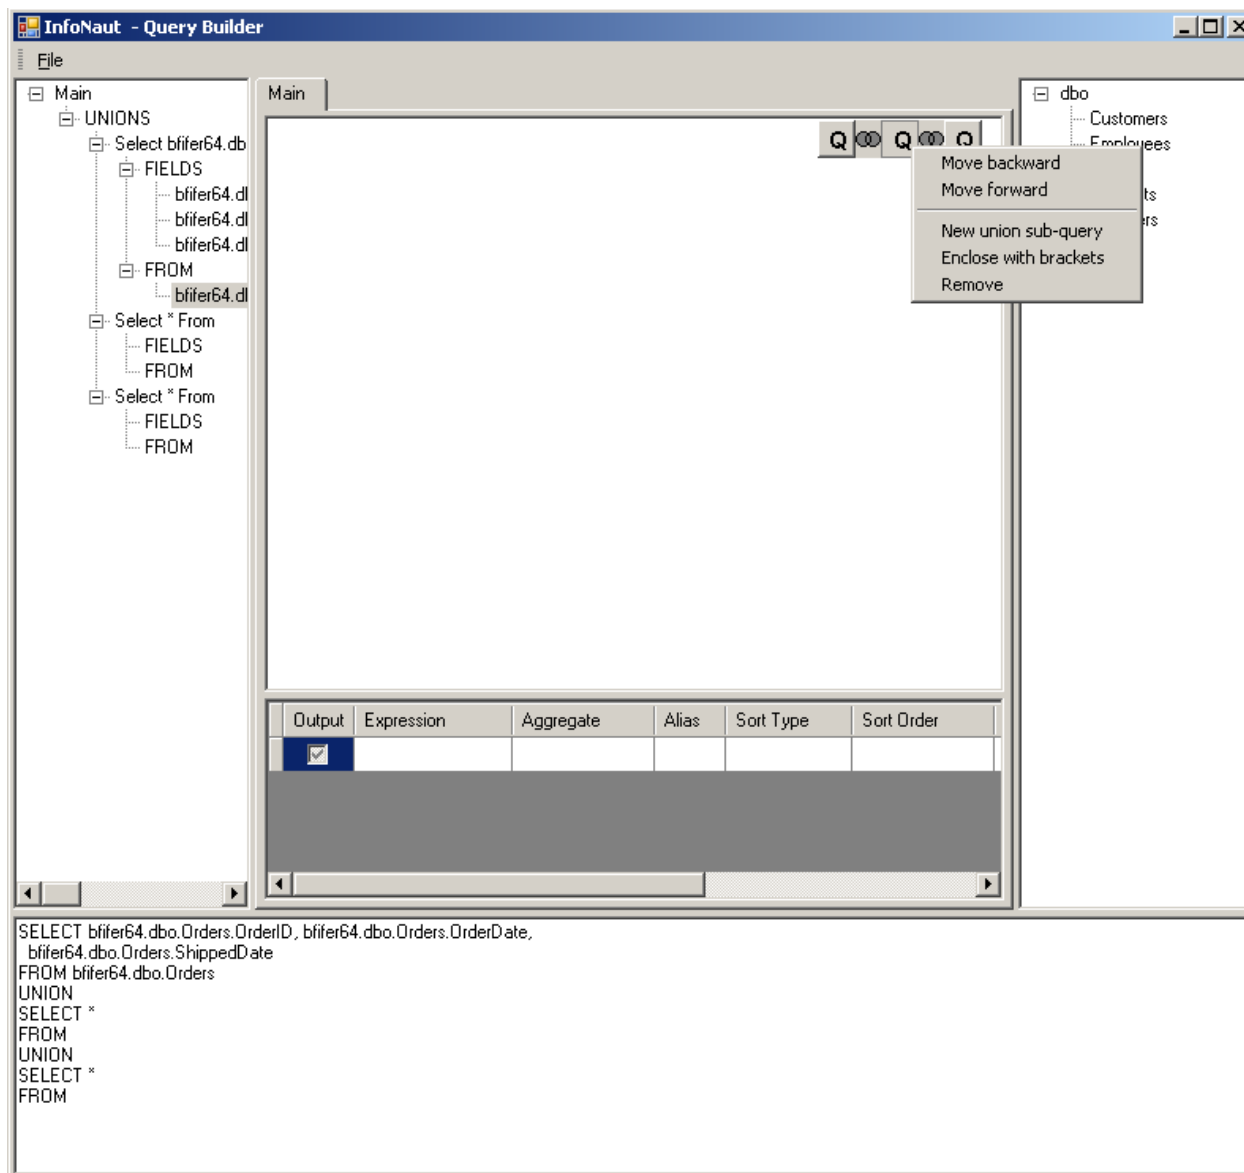 InfoNaut - Query Builder
File
Main
UNIONS
Select bfifer64.db
FIELDS
bfifer64.dl
bfifer64.dl
bfifer64.dl
FROM
bfifer64.dl
Select * From
FIELDS
FROM
Select * From
FIELDS
FROM
Main
Q Q Q
Move backward
Move forward
New union sub-query
Enclose with brackets
Remove
dbo
Customers
Employees
ts
ers
Output Expression Aggregate Alias Sort Type Sort Order
SELECT bfifer64.dbo.Orders.OrderID, bfifer64.dbo.Orders.OrderDate,
bfifer64.dbo.Orders.ShippedDate
FROM bfifer64.dbo.Orders
UNION
SELECT *
FROM
UNION
SELECT *
FROM